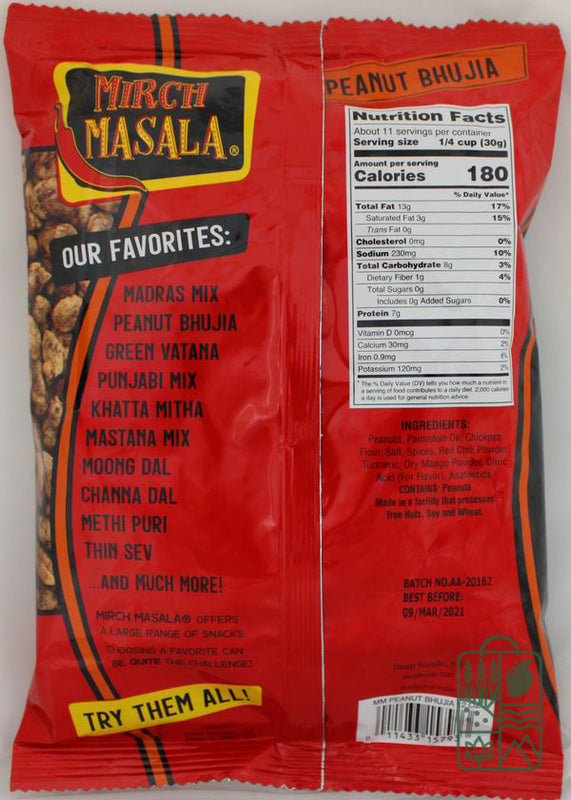 MIRCH
MASALA®
OUR FAVORITES:
MADRAS MIX
PEANUT BHUJIA
GREEN VATANA
PUNJABI MIX
KHATTA MITHA
MASTANA MIX
MOONG DAL
CHANNA DAL
METHI PURI
THIN SEV
...AND MUCH MORE!
MIRCH MASALA® OFFERS
A LARGE RANGE OF SNACKS.
CHOOSING A FAVORITE CAN
BE QUITE THE CHALLENGE!
TRY THEM ALL!
PEANUT BHUJIA
Nutrition Facts
About 11 servings per container
Serving size 1/4 cup (30g)
Amount per serving
Calories 180
% Daily Value*
Total Fat 13g 17%
Saturated Fat 3g 15%
Trans Fat 0g
Cholesterol 0mg 0%
Sodium 230mg 10%
Total Carbohydrate 8g 3%
Dietary Fiber 1g 4%
Total Sugars 0g
Includes 0g Added Sugars 0%
Protein 7g
Vitamin D 0mcg 0%
Calcium 30mg 2%
Iron 0.9mg 6%
Potassium 120mg 2%
* The % Daily Value (DV) tells you how much a nutrient in
a serving of food contributes to a daily diet. 2,000 calories
a day is used for general nutrition advice.
INGREDIENTS:
Peanuts, Palmolein Oil, Chickpea
Flour, Salt, Spices, Red Chili Powder,
Turmeric, Dry Mango Powder, Citric
Acid (For Flavor), Asafoetida.
CONTAINS: Peanuts
Made in a facility that processes
Tree Nuts, Soy and Wheat.
BATCH NO.AA-20162
BEST BEFORE:
09/MAR/2021
Deep Foods,
Product of
MM PEANUT BHUJIA
0 11433 15793